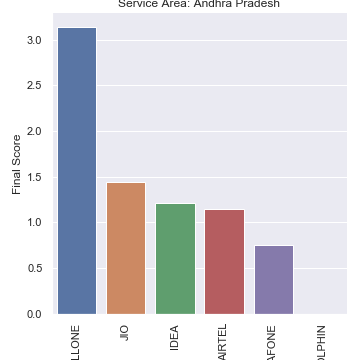 Service Area: Andhra Pradesh
Final Score
3.0
2.5
2.0
1.5
1.0
0.5
0.0
LLONE
JIO
IDEA
AIRTEL
AFONE
OLPHIN